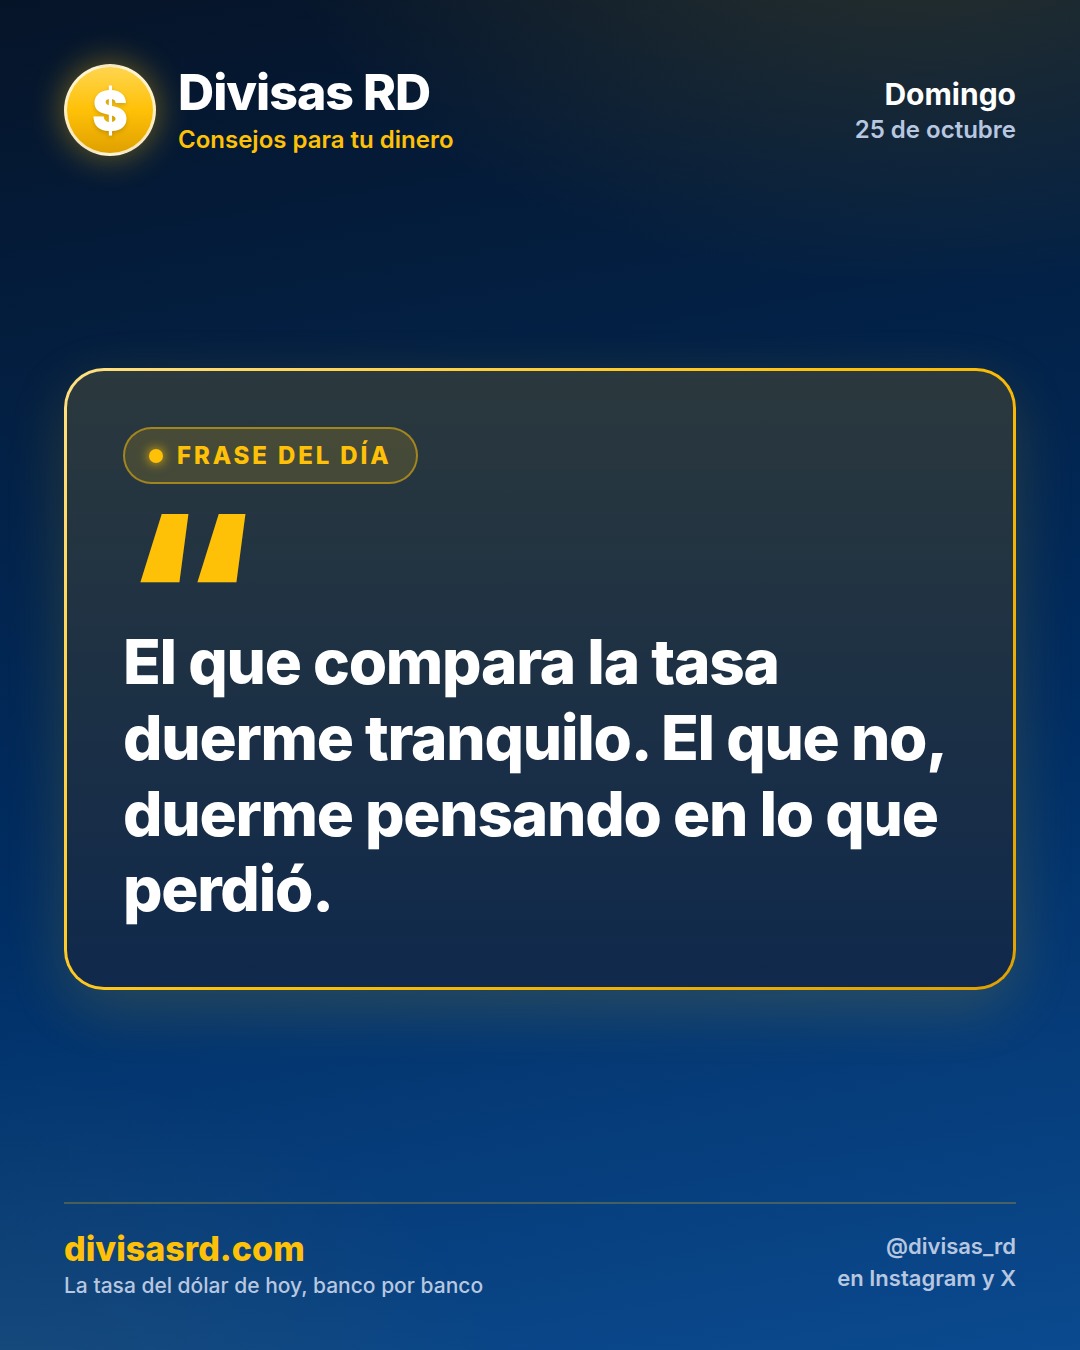 $
Divisas RD
Consejos para tu dinero
Domingo
25 de octubre
FRASE DEL DÍA
“
El que compara la tasa
duerme tranquilo. El que no,
duerme pensando en lo que
perdió.
divisasrd.com
La tasa del dólar de hoy, banco por banco
@divisas_rd
en Instagram y X